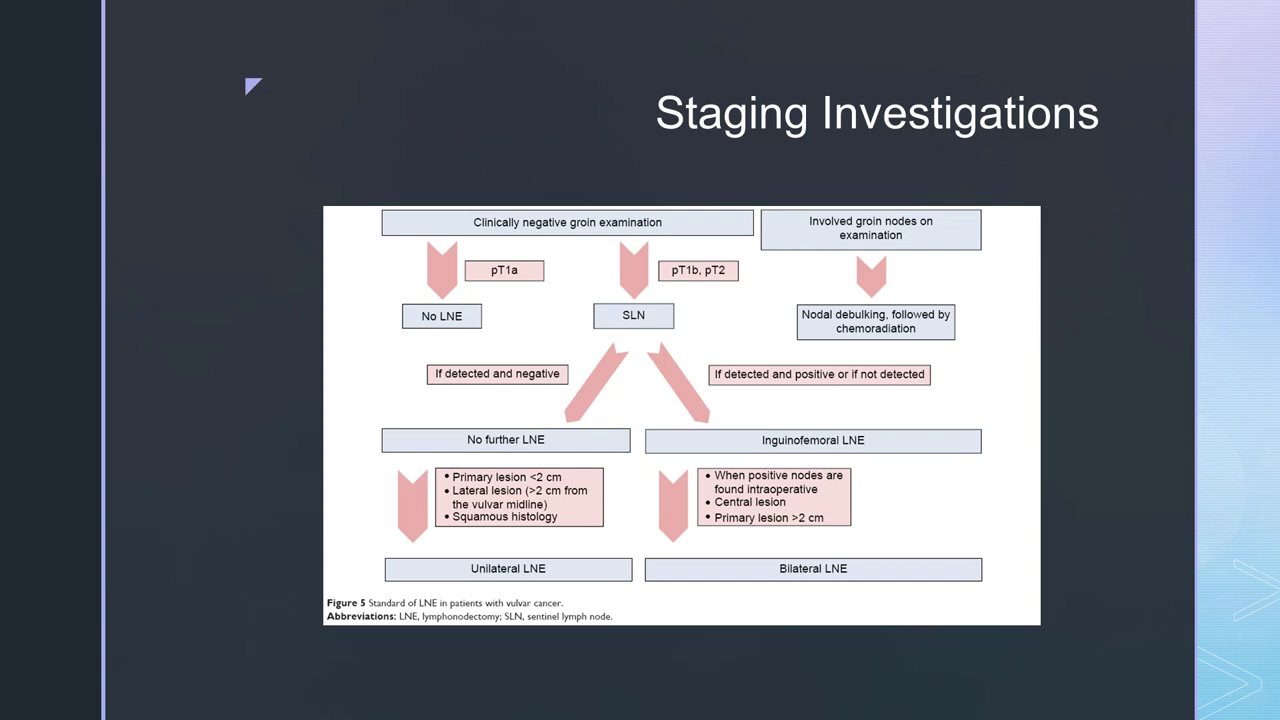 Staging Investigations
Clinically negative groin examination
Involved groin nodes on
examination
pT1a
pT1b, pT2
No LNE
SLN
Nodal debulking, followed by
chemoradiation
If detected and negative
If detected and positive or if not detected
No further LNE
Inguinofemoral LNE
• Primary lesion <2 cm
• Lateral lesion (>2 cm from
the vulvar midline)
• Squamous histology
• When positive nodes are
found intraoperative
• Central lesion
• Primary lesion >2 cm
Unilateral LNE
Bilateral LNE
Figure 5 Standard of LNE in patients with vulvar cancer.
Abbreviations: LNE, lymphonodectomy; SLN, sentinel lymph node.